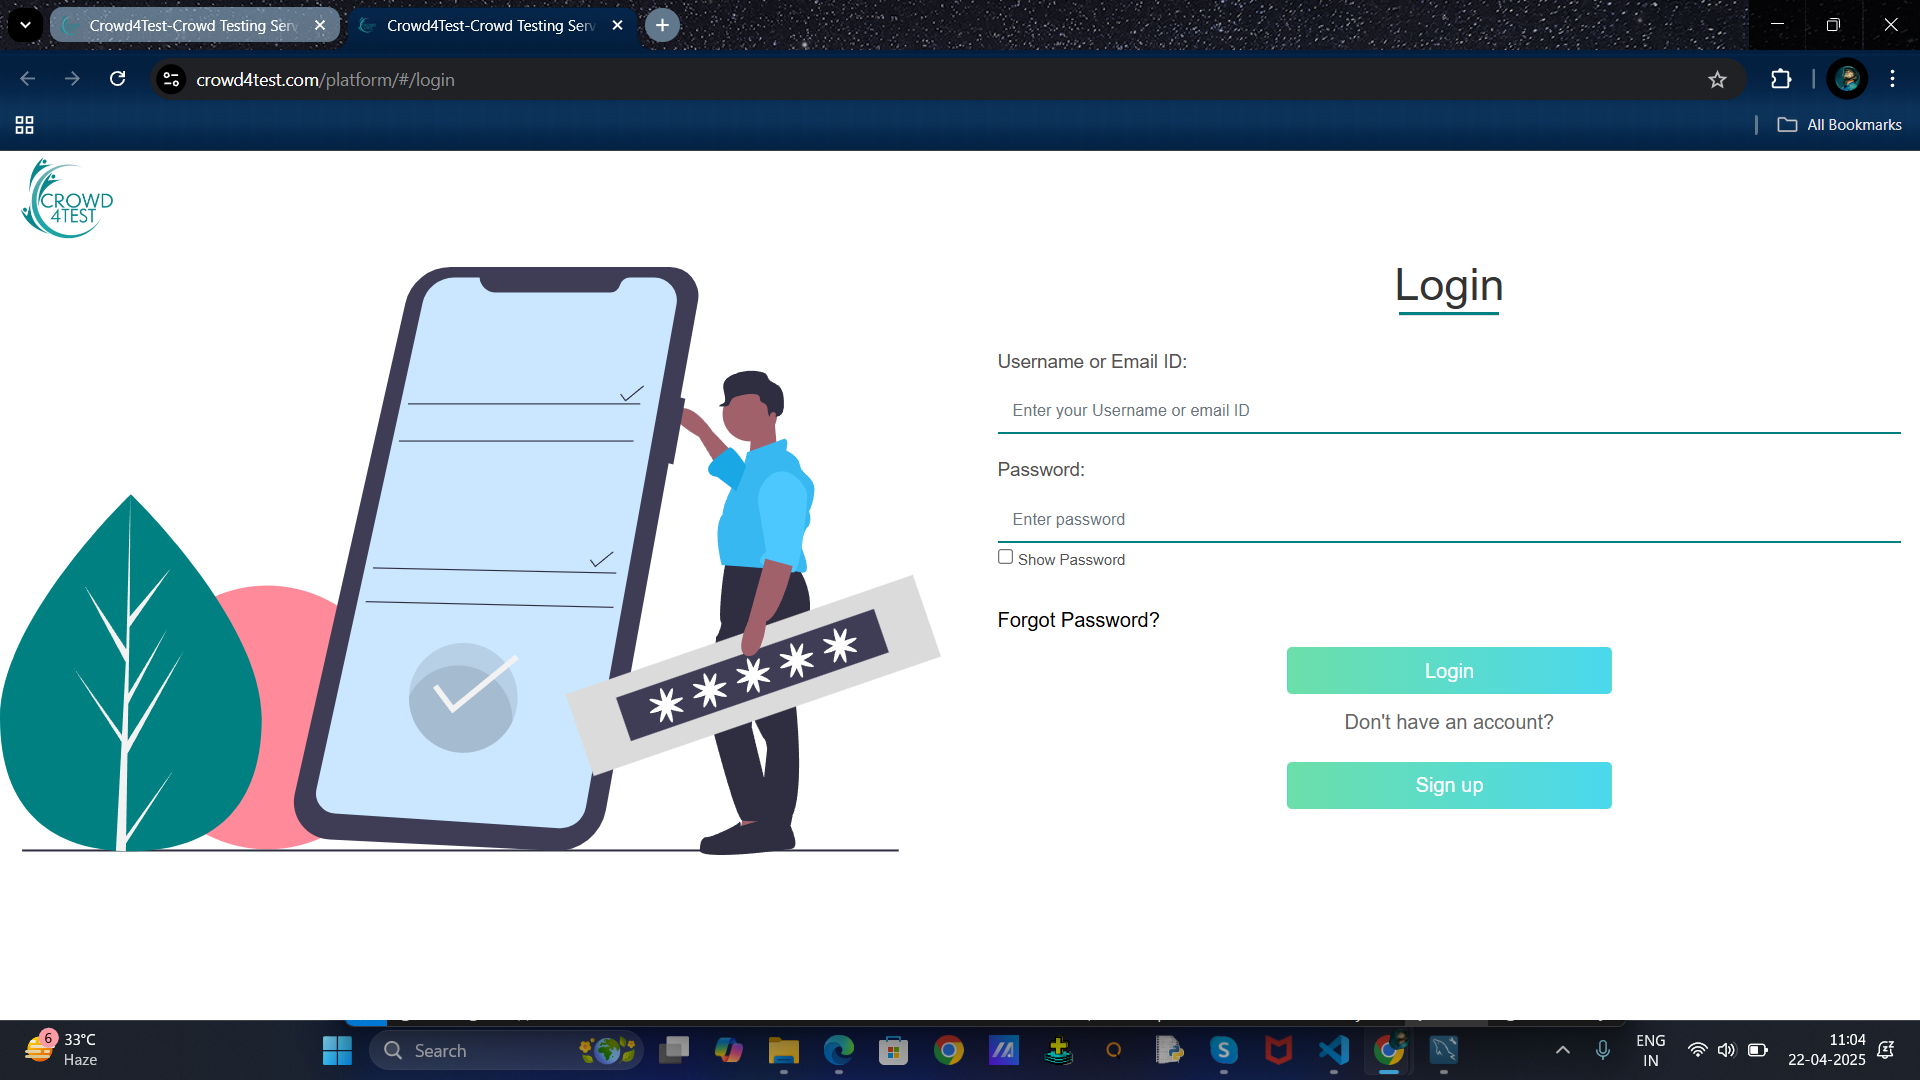 Crowd4Test-Crowd Testing Serv
Crowd4Test-Crowd Testing Serv
crowd4test.com/platform/#/login
All Bookmarks
CROWD
4TEST
Login
Username or Email ID:
Enter your Username or email ID
Password:
Enter password
Show Password
Forgot Password?
Login
Don't have an account?
Sign up
6
33°C
Haze
Search
ENG
IN
11:04
22-04-2025